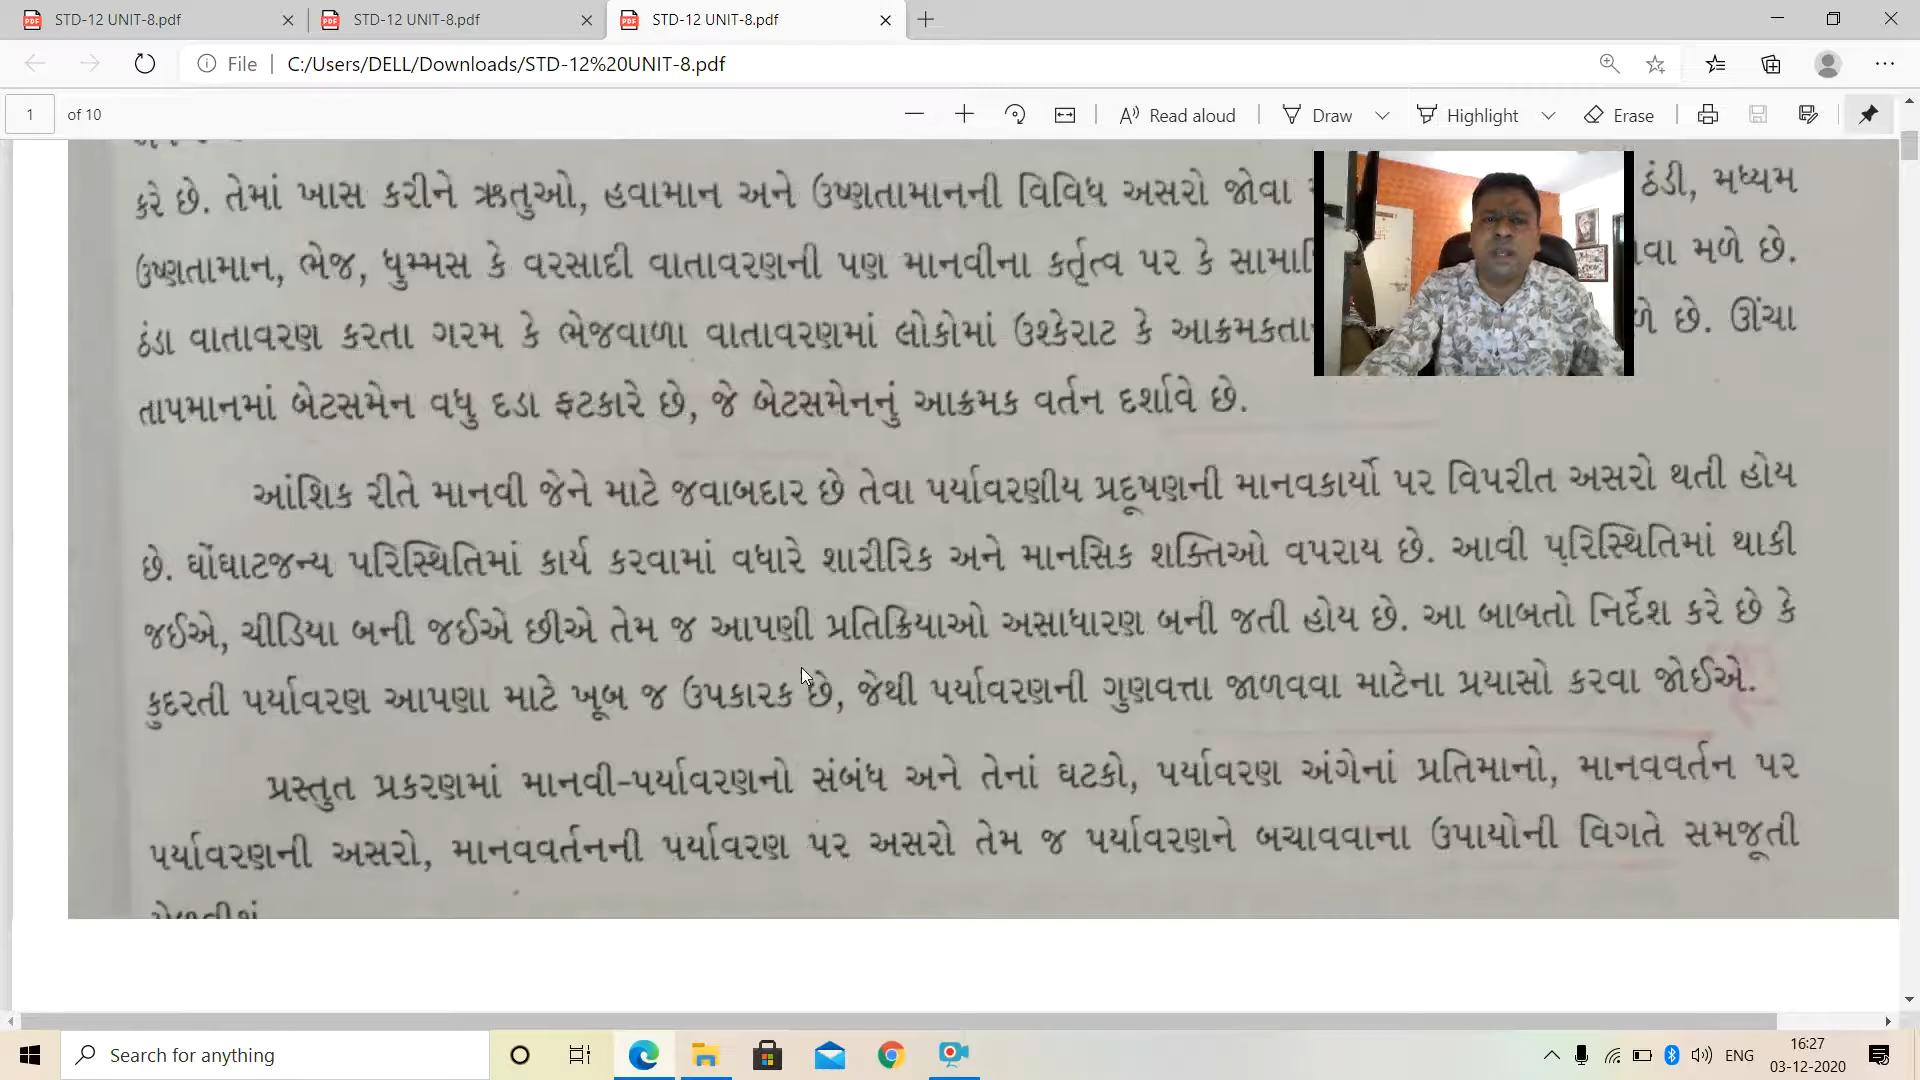 STD-12 UNIT-8.pdf
STD-12 UNIT-8.pdf
STD-12 UNIT-8.pdf
File
C:/Users/DELL/Downloads/STD-12%20UNIT-8.pdf
1 of 10
Read aloud
Draw
Highlight
Erase
કરે છે. તેમાં ખાસ કરીને ઋતુઓ, હવામાન અને ઉષ્ણતામાનની વિવિધ અસરો જોવા ઠંડી, મધ્યમ
ઉષ્ણતામાન, ભેજ, ધુમ્મસ કે વરસાદી વાતાવરણની પણ માનવીના કર્તૃત્વ પર કે મળે છે.
ઠંડા વાતાવરણ કરતા ગરમ કે ભેજવાળા વાતાવરણમાં લોકોમાં ઉશ્કેરાટ કે છે. ઊંચા
તાપમાનમાં બેટસમેન વધુ દડા ફટકારે છે, જે બેટસમેનનું આક્રમક વર્તન દર્શાવે છે.
આંશિક રીતે માનવી જેને માટે જવાબદાર છે તેવા પર્યાવરણીય પ્રદૂષણની માનવકાર્યો પર વિપરીત અસરો થતી હોય
છે. ઘોંઘાટજન્ય પરિસ્થિતિમાં કાર્ય કરવામાં વધારે શારીરિક અને માનસિક શક્તિઓ વપરાય છે. આવી પરિસ્થિતિમાં થાકી
જઈએ, ચીડિયા બની જઈએ છીએ તેમ જ આપણી પ્રતિક્રિયાઓ અસાધારણ બની જતી હોય છે. આ બાબતો નિર્દેશ કરે છે કે
કુદરતી પર્યાવરણ આપણા માટે ખૂબ જ ઉપકારક છે, જેથી પર્યાવરણની ગુણવત્તા જાળવવા માટેના પ્રયાસો કરવા જોઈએ.
પ્રસ્તુત પ્રકરણમાં માનવી-પર્યાવરણનો સંબંધ અને તેનાં ઘટકો, પર્યાવરણ અંગેનાં પ્રતિમાનો, માનવવર્તન પર
પર્યાવરણની અસરો, માનવવર્તનની પર્યાવરણ પર અસરો તેમ જ પર્યાવરણને બચાવવાના ઉપાયોની વિગતે સમજૂતી
Search for anything
ENG
16:27
03-12-2020